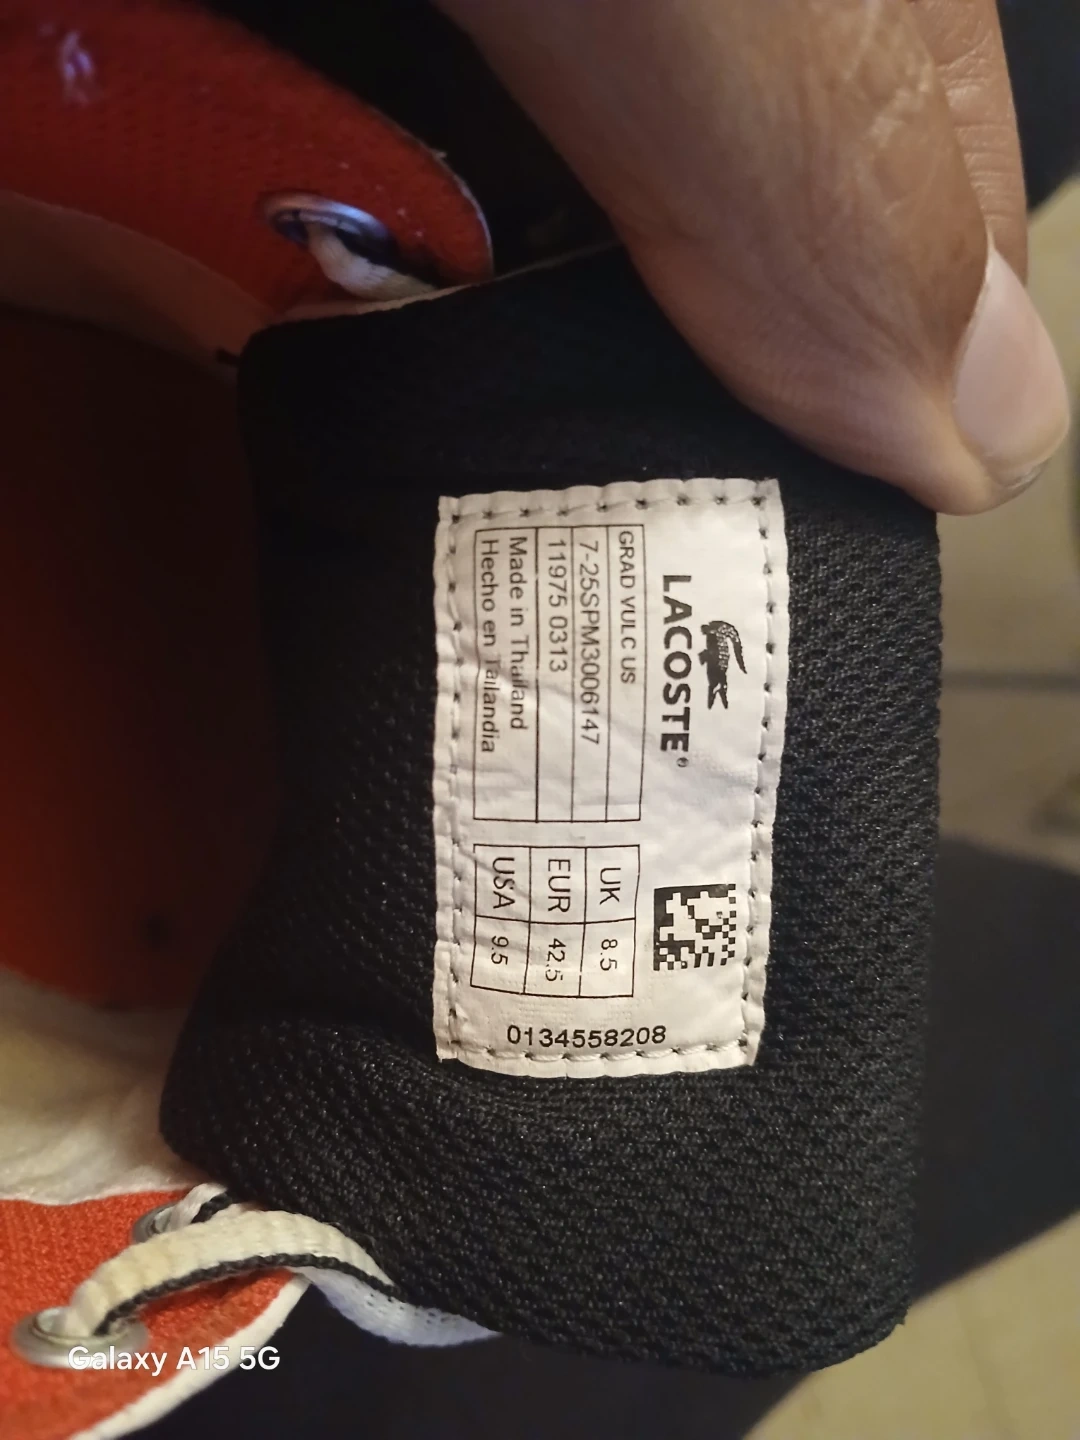 LACOSTE®
GRAD VULC US
7-25SPM3006147
11975 0313
Made in Thailand
Hecho en Tailandia
UK 8.5
EUR 42.5
USA 9.5
0134558208
Galaxy A15 5G